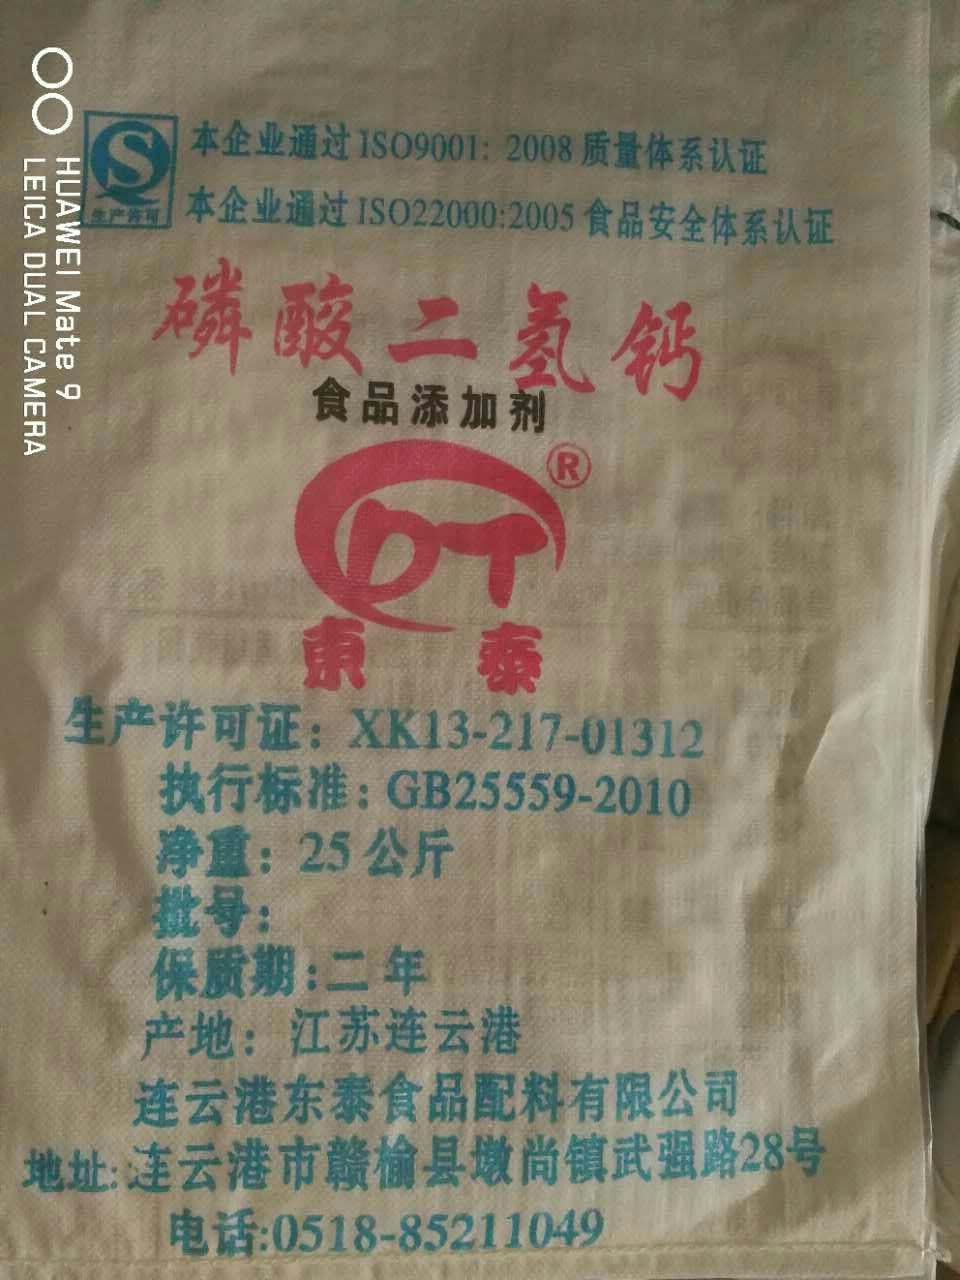 HUAWEI Mate 9
LEICA DUAL CAMERA
生产许可
本企业通过ISO9001：2008质量体系认证
本企业通过ISO22000:2005食品安全体系认证
磷酸二氢钙
食品添加剂
DT®
東泰
生产许可证：XK13-217-01312
执行标准：GB25559-2010
净重：25公斤
批号：
保质期：二年
产地：江苏连云港
连云港东泰食品配料有限公司
地址:连云港市赣榆县墩尚镇武强路28号
电话:0518-85211049